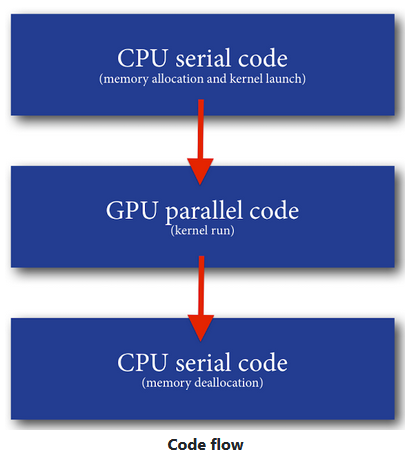 CPU serial code
(memory allocation and kernel launch)
GPU parallel code
(kernel run)
CPU serial code
(memory deallocation)
Code flow